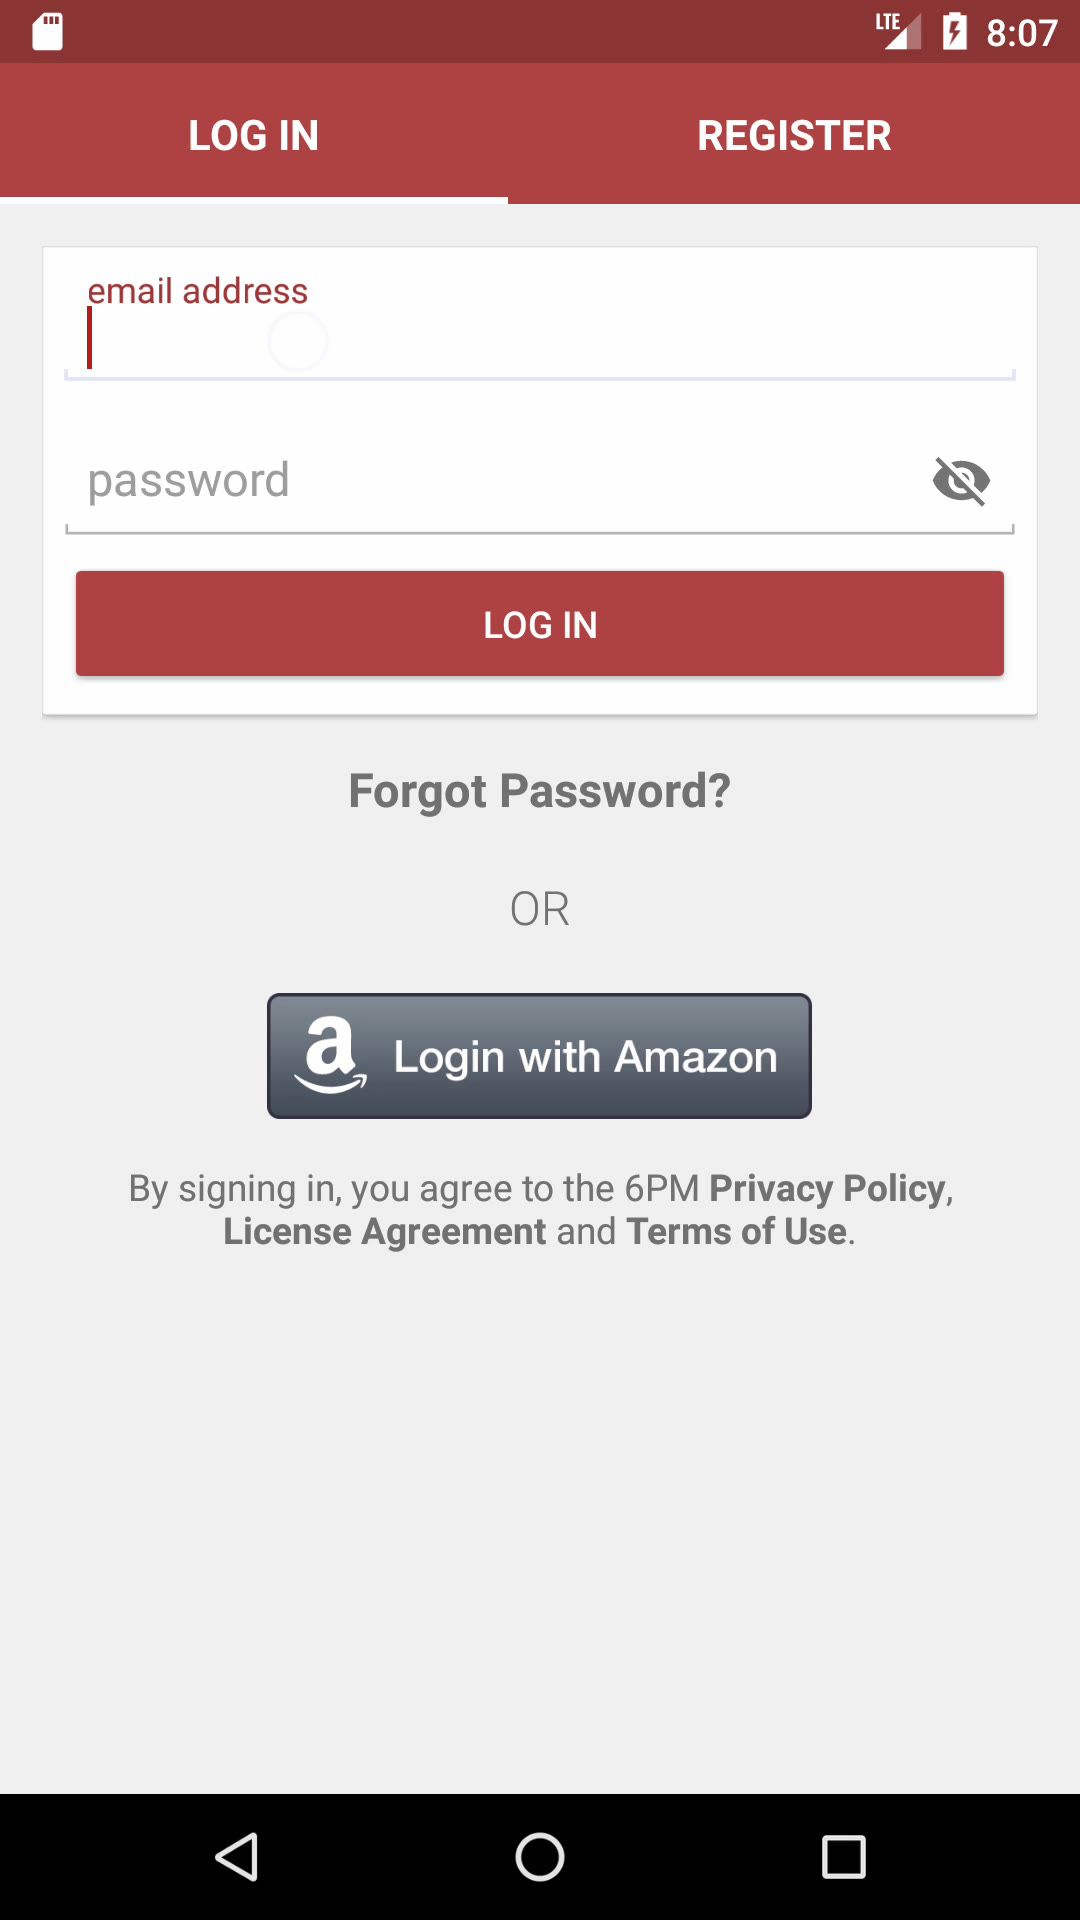 LTE 8:07
LOG IN REGISTER
email address
password
LOG IN
Forgot Password?
OR
a Login with Amazon
By signing in, you agree to the 6PM Privacy Policy,
License Agreement and Terms of Use.